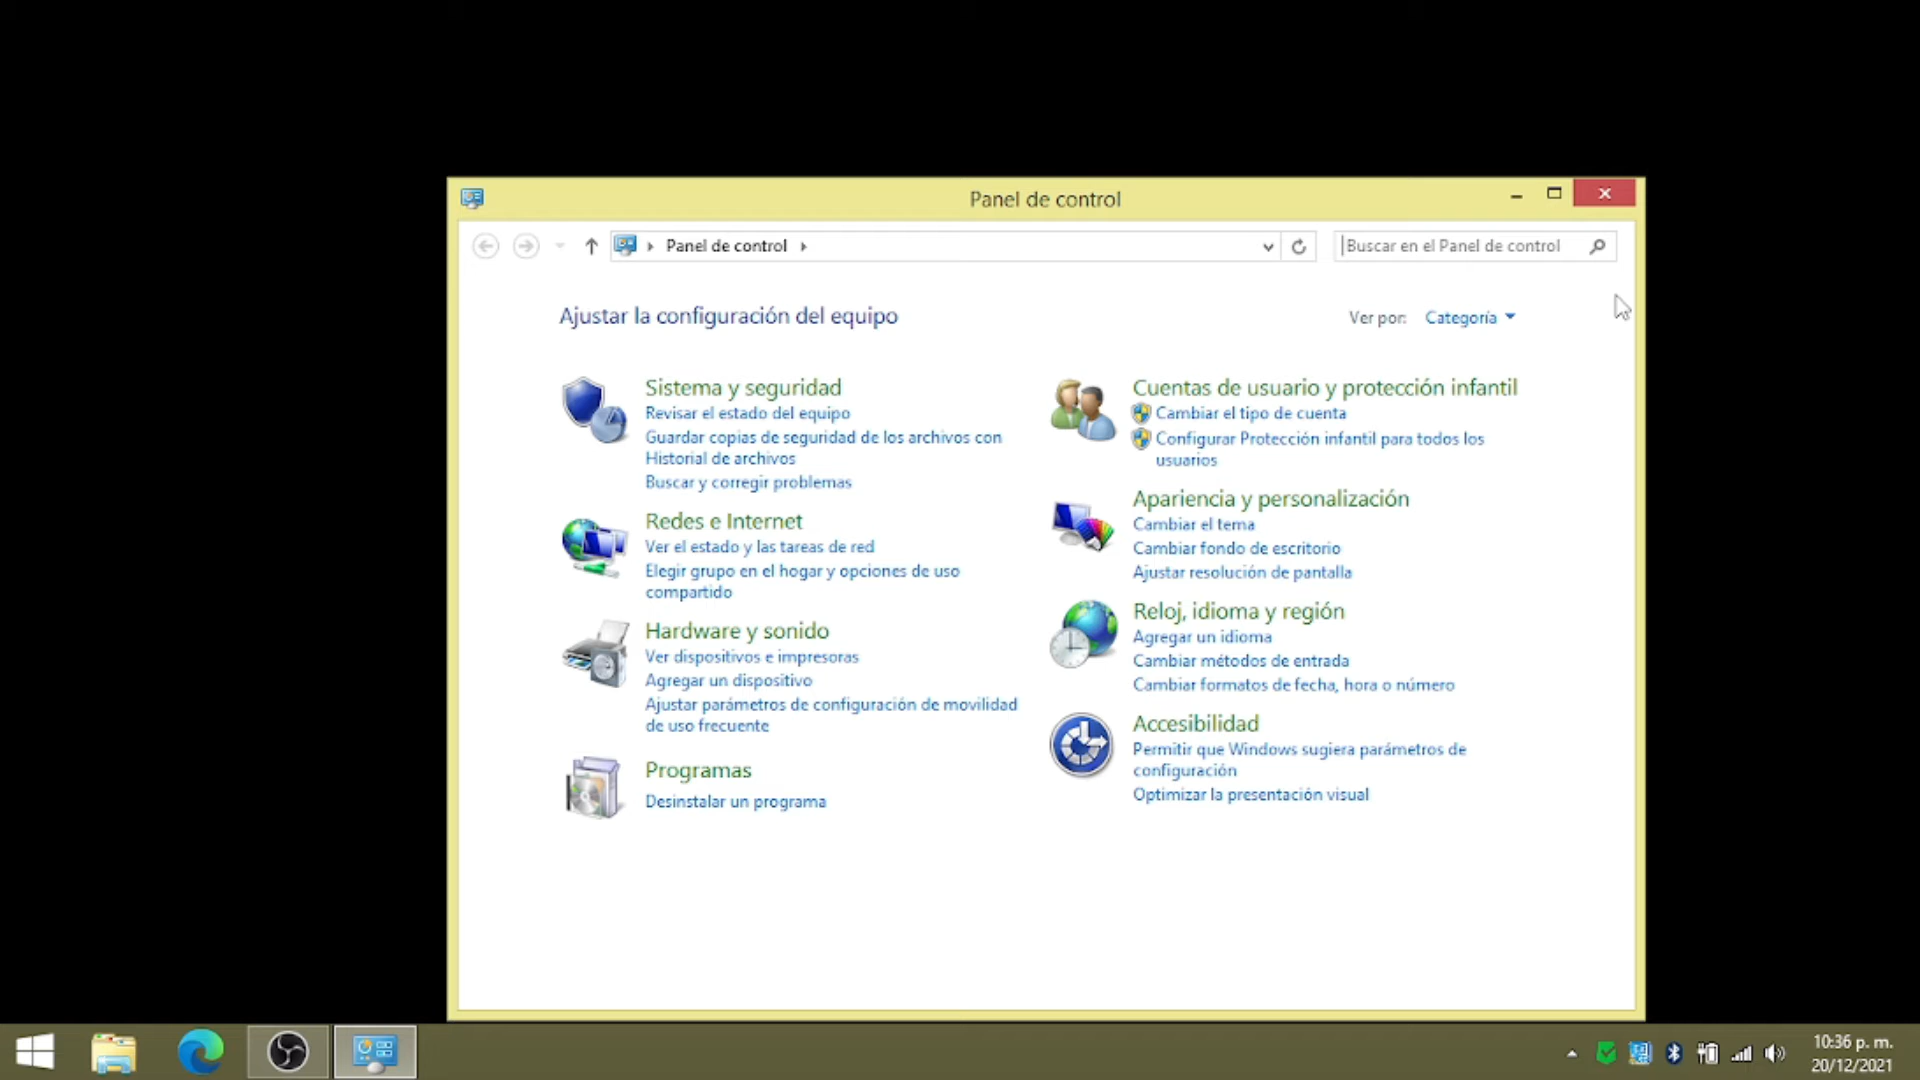 Panel de control
Panel de control
Buscar en el Panel de control
Ajustar la configuración del equipo
Ver por: Categoría
Sistema y seguridad
Revisar el estado del equipo
Guardar copias de seguridad de los archivos con
Historial de archivos
Buscar y corregir problemas
Redes e Internet
Ver el estado y las tareas de red
Elegir grupo en el hogar y opciones de uso
compartido
Hardware y sonido
Ver dispositivos e impresoras
Agregar un dispositivo
Ajustar parámetros de configuración de movilidad
de uso frecuente
Programas
Desinstalar un programa
Cuentas de usuario y protección infantil
Cambiar el tipo de cuenta
Configurar Protección infantil para todos los
usuarios
Apariencia y personalización
Cambiar el tema
Cambiar fondo de escritorio
Ajustar resolución de pantalla
Reloj, idioma y región
Agregar un idioma
Cambiar métodos de entrada
Cambiar formatos de fecha, hora o número
Accesibilidad
Permitir que Windows sugiera parámetros de
configuración
Optimizar la presentación visual
10:36 p. m.
20/12/2021